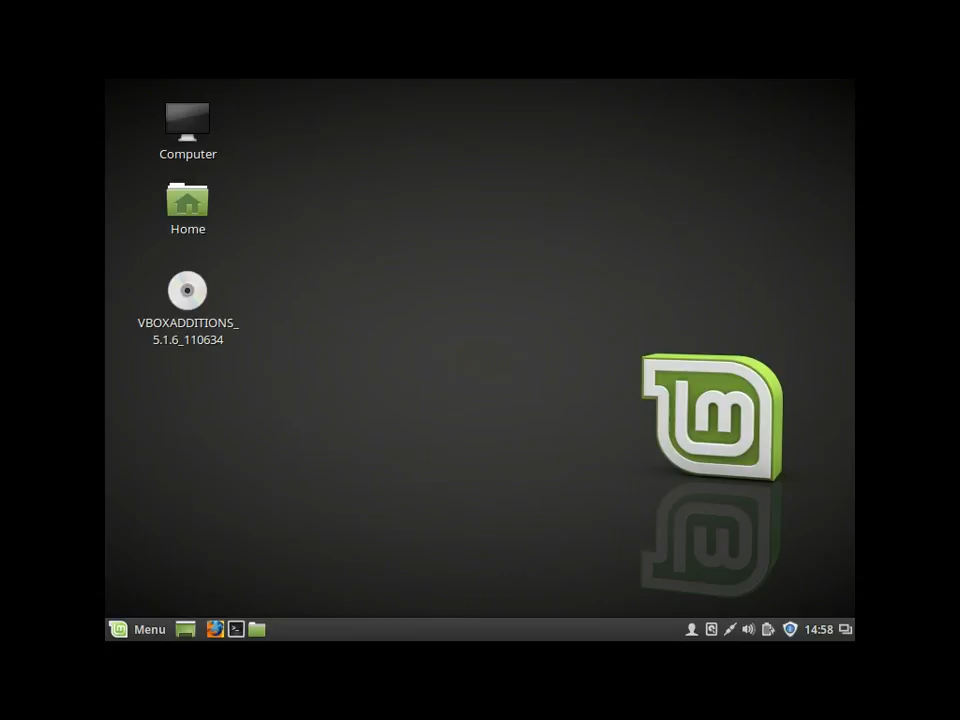 Computer
Home
VBOXADDITIONS_
5.1.6_110634
Menu
14:58